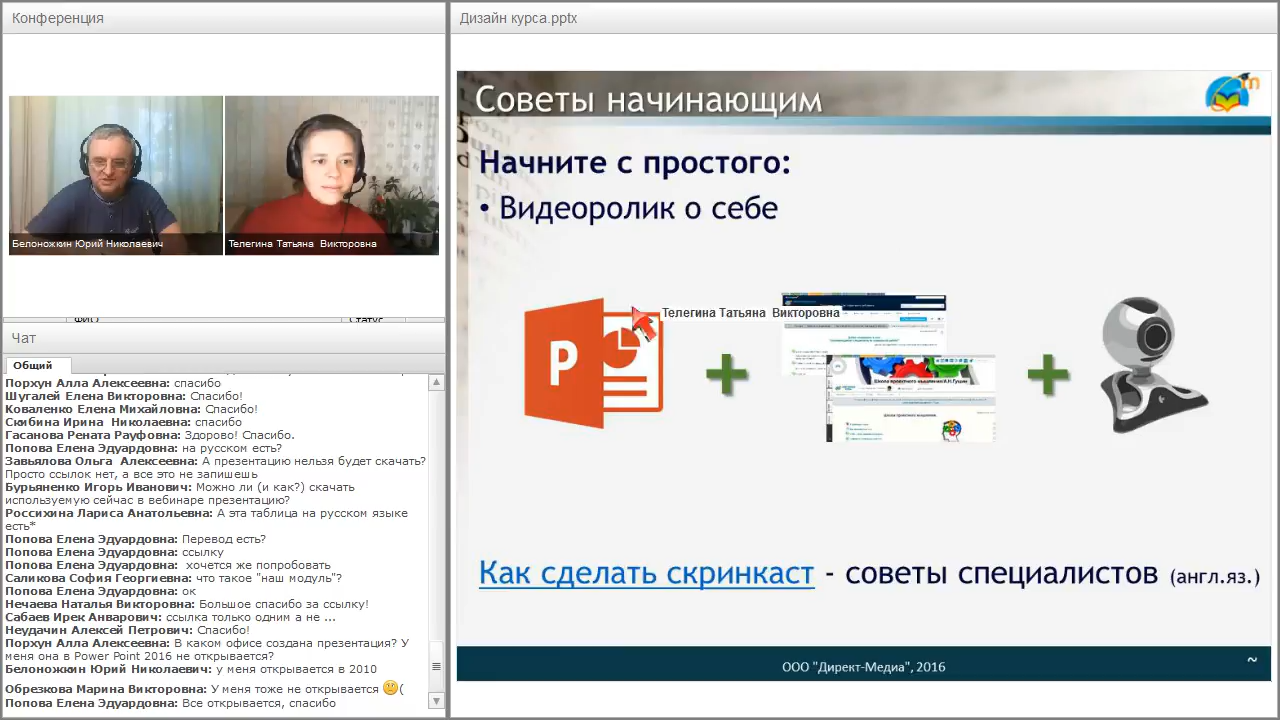 Конференция
Белоножкин Юрий Николаевич
Телегина Татьяна Викторовна
Чат
Общий
Порхун Алла Алексеевна: спасибо
Шугалей Елена Викторовна:
Коваленко Елена Михайловна:
Скибина Ирина Николаевна:
Гасанова Рената Рауфовна: Здорово! Спасибо.
Попова Елена Эдуардовна: на русском есть?
Завьялова Ольга Алексеевна: А презентацию нельзя будет скачать?
Просто ссылок нет, а все это не запишешь
Бурьяненко Игорь Иванович: Можно ли (и как?) скачать
используемую сейчас в вебинаре презентацию?
Россихина Лариса Анатольевна: А эта таблица на русском языке
есть*
Попова Елена Эдуардовна: Перевод есть?
Попова Елена Эдуардовна: ссылку
Попова Елена Эдуардовна: хочется же попробовать
Саликова София Георгиевна: что такое "наш модуль"?
Попова Елена Эдуардовна: ок
Нечаева Наталья Викторовна: Большое спасибо за ссылку!
Сабаев Ирек Анварович: ссылка только одним а не ...
Неудачин Алексей Петрович: Спасибо!
Порхун Алла Алексеевна: В каком офисе создана презентация? У
меня она в Power Point 2016 не открывается?
Белоножкин Юрий Николаевич: у меня открывается в 2010
Обрезкова Марина Викторовна: У меня тоже не открывается (
Попова Елена Эдуардовна: Все открывается, спасибо
Дизайн курса.pptx
Советы начинающим
Начните с простого:
• Видеоролик о себе
P
Телегина Татьяна Викторовна
Как сделать скринкаст - советы специалистов (англ.яз.)
ООО "Директ-Медиа", 2016
~